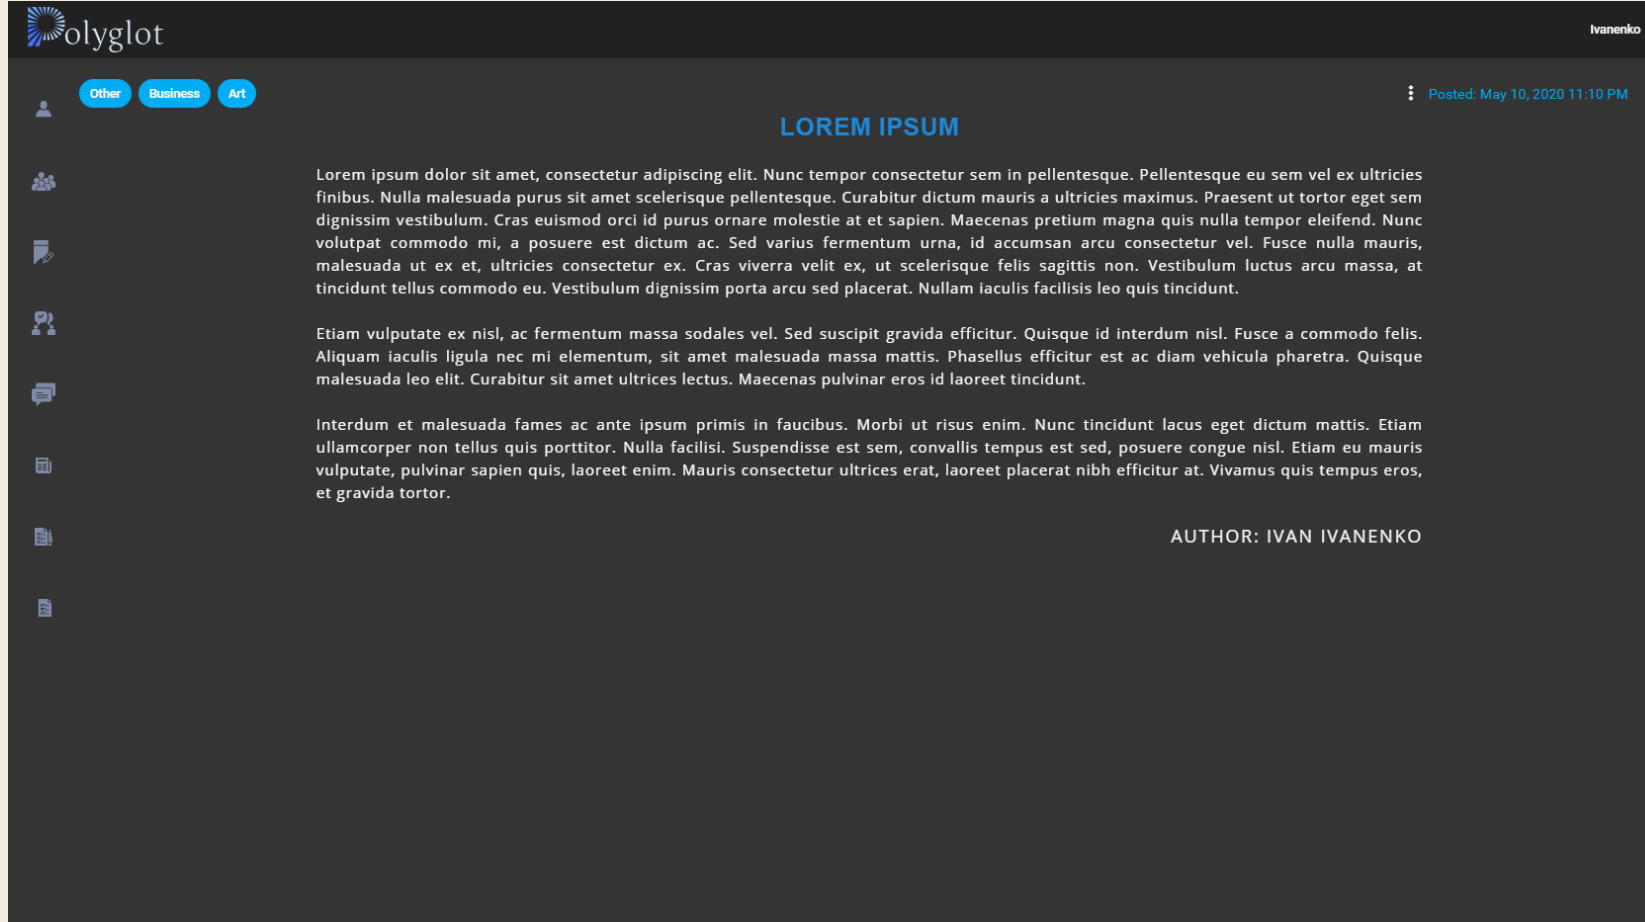 Polyglot
Ivanenko
Other Business Art
Posted: May 10, 2020 11:10 PM
LOREM IPSUM
Lorem ipsum dolor sit amet, consectetur adipiscing elit. Nunc tempor consectetur sem in pellentesque. Pellentesque eu sem vel ex ultricies
finibus. Nulla malesuada purus sit amet scelerisque pellentesque. Curabitur dictum mauris a ultricies maximus. Praesent ut tortor eget sem
dignissim vestibulum. Cras euismod orci id purus ornare molestie at et sapien. Maecenas pretium magna quis nulla tempor eleifend. Nunc
volutpat commodo mi, a posuere est dictum ac. Sed varius fermentum urna, id accumsan arcu consectetur vel. Fusce nulla mauris,
malesuada ut ex et, ultricies consectetur ex. Cras viverra velit ex, ut scelerisque felis sagittis non. Vestibulum luctus arcu massa, at
tincidunt tellus commodo eu. Vestibulum dignissim porta arcu sed placerat. Nullam iaculis facilisis leo quis tincidunt.
Etiam vulputate ex nisl, ac fermentum massa sodales vel. Sed suscipit gravida efficitur. Quisque id interdum nisl. Fusce a commodo felis.
Aliquam iaculis ligula nec mi elementum, sit amet malesuada massa mattis. Phasellus efficitur est ac diam vehicula pharetra. Quisque
malesuada leo elit. Curabitur sit amet ultrices lectus. Maecenas pulvinar eros id laoreet tincidunt.
Interdum et malesuada fames ac ante ipsum primis in faucibus. Morbi ut risus enim. Nunc tincidunt lacus eget dictum mattis. Etiam
ullamcorper non tellus quis porttitor. Nulla facilisi. Suspendisse est sem, convallis tempus est sed, posuere congue nisl. Etiam eu mauris
vulputate, pulvinar sapien quis, laoreet enim. Mauris consectetur ultrices erat, laoreet placerat nibh efficitur at. Vivamus quis tempus eros,
et gravida tortor.
AUTHOR: IVAN IVANENKO